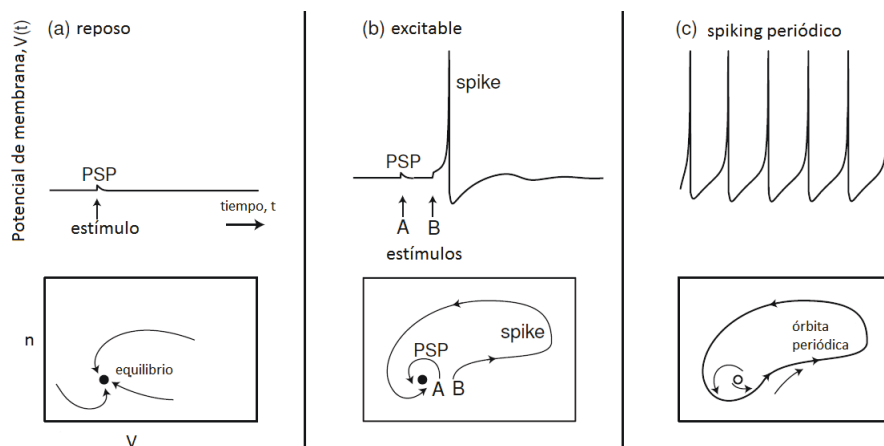 Potencial de membrana, V(t)
(a) reposo
PSP
estímulo
tiempo, t
n
equilibrio
V
(b) excitable
spike
PSP
A
B
estímulos
spike
PSP
A
B
(c) spiking periódico
órbita
periódica